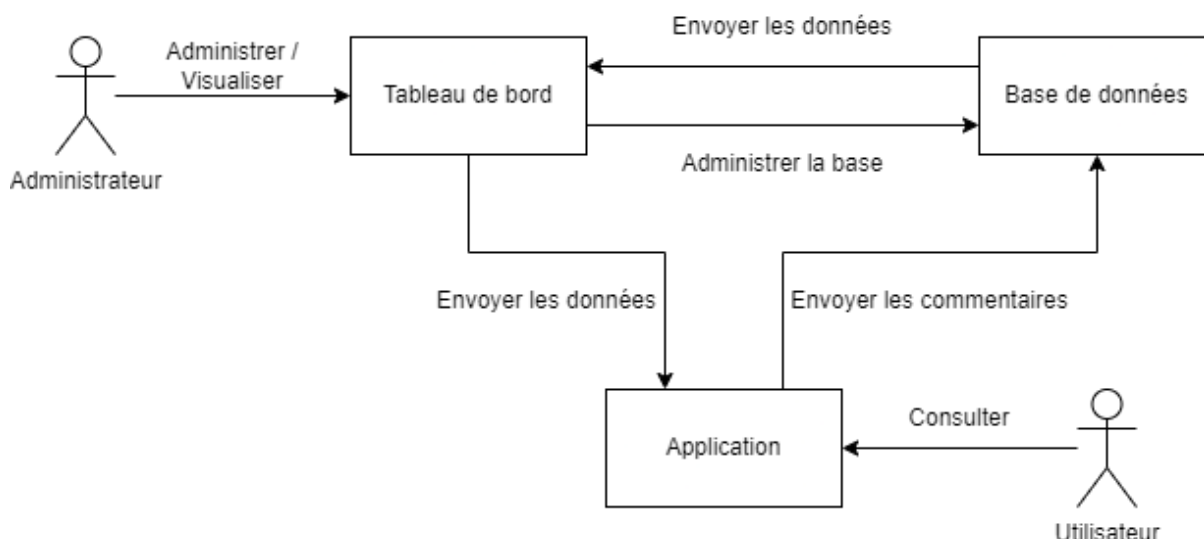 Envoyer les données
Administrer /
Visualiser
Tableau de bord
Base de données
Administrer la base
Administrateur
Envoyer les données
Envoyer les commentaires
Consulter
Application
Utilisateur